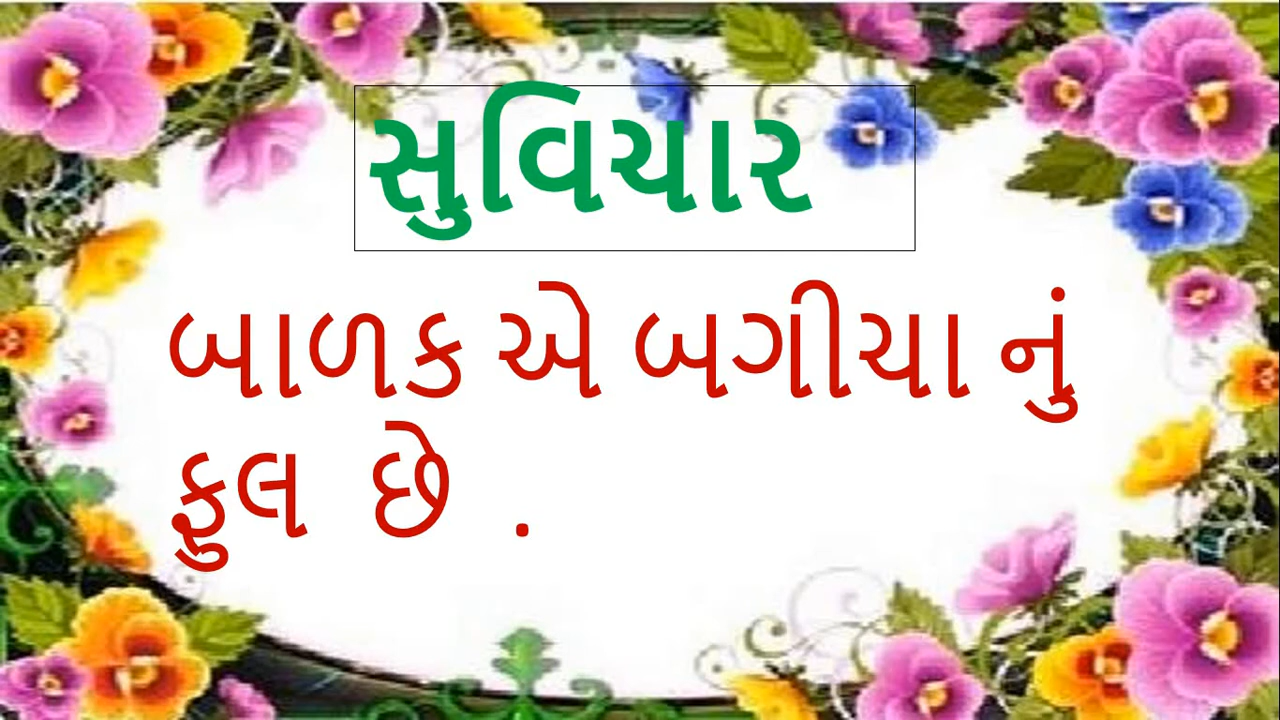 સુવિચાર
બાળક એ બગીચા નું
ફુલ છે .